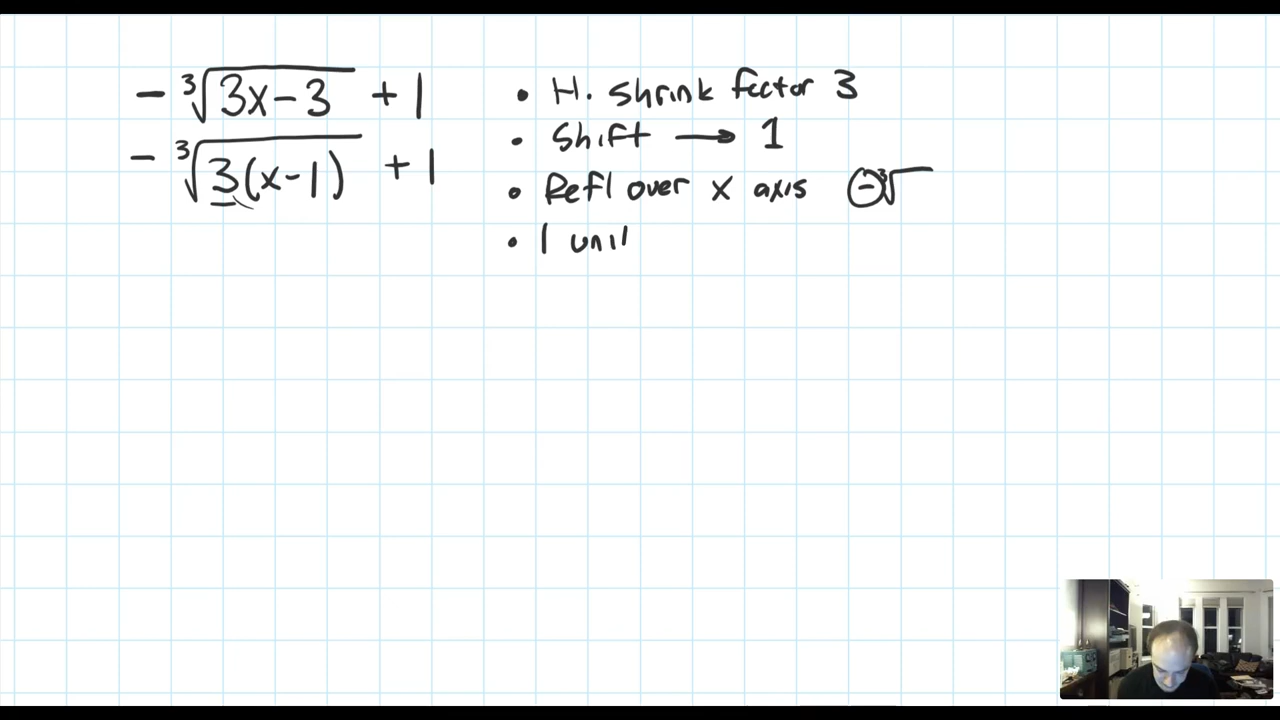 - ∛(3x-3) + 1
- ∛(3(x-1)) + 1
• H. shrink factor 3
• Shift → 1
• Refl over x axis -∛
• 1 unit